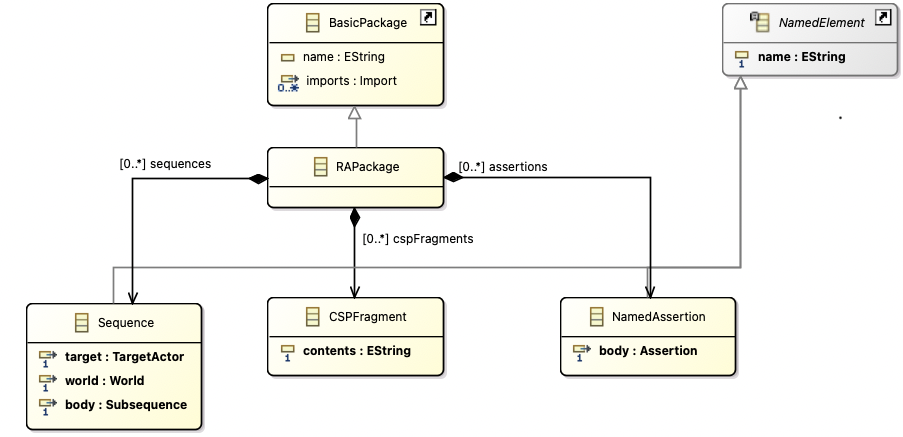 BasicPackage
name : EString
0..* imports : Import
NamedElement
1 name : EString
[0..*] sequences
RAPackage
[0..*] assertions
[0..*] cspFragments
Sequence
1 target : TargetActor
1 world : World
1 body : Subsequence
CSPFragment
1 contents : EString
NamedAssertion
1 body : Assertion